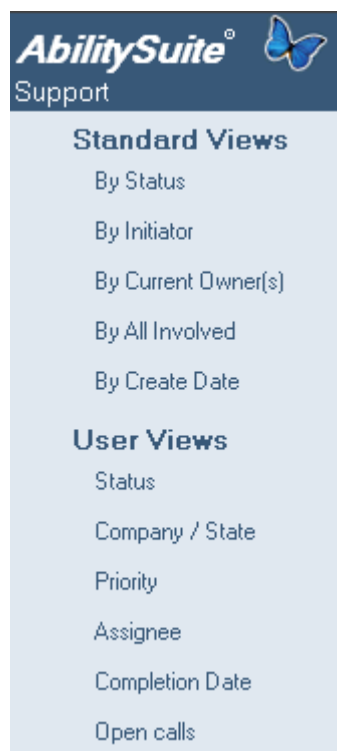 AbilitySuite°
Support
Standard Views
By Status
By Initiator
By Current Owner(s)
By All Involved
By Create Date
User Views
Status
Company / State
Priority
Assignee
Completion Date
Open calls